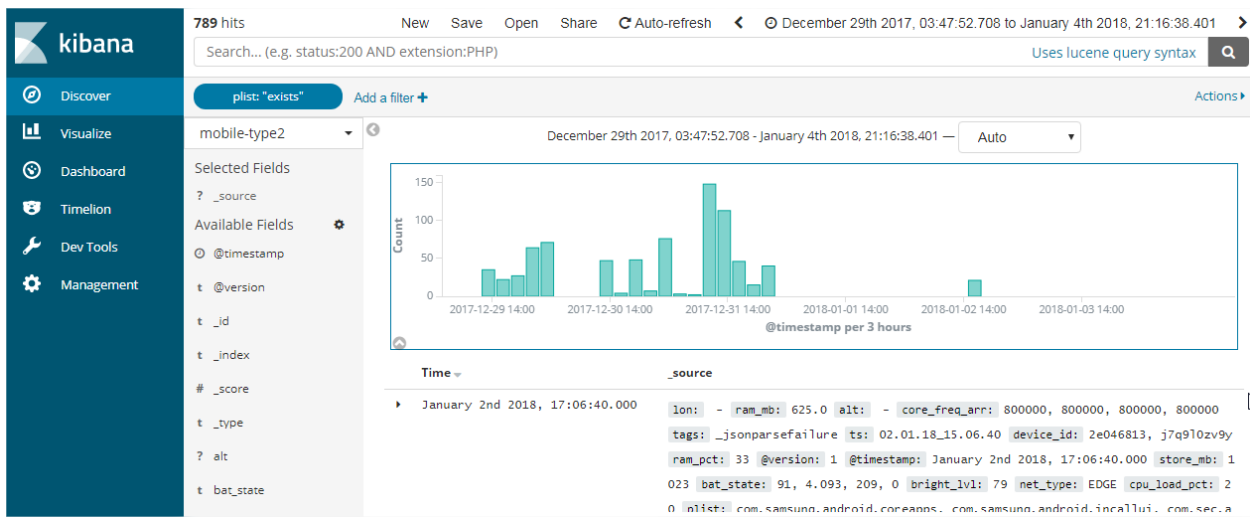 kibana
Discover
Visualize
Dashboard
Timelion
Dev Tools
Management
789 hits
New Save Open Share Auto-refresh December 29th 2017, 03:47:52.708 to January 4th 2018, 21:16:38.401
Search... (e.g. status:200 AND extension:PHP) Uses lucene query syntax
plist: "exists" Add a filter + Actions
mobile-type2
Selected Fields
? _source
Available Fields
@timestamp
t @version
t _id
t _index
# _score
t _type
? alt
t bat_state
December 29th 2017, 03:47:52.708 - January 4th 2018, 21:16:38.401 — Auto
Count
150
100
50
0
2017-12-29 14:00 2017-12-30 14:00 2017-12-31 14:00 2018-01-01 14:00 2018-01-02 14:00 2018-01-03 14:00
@timestamp per 3 hours
Time _source
January 2nd 2018, 17:06:40.000
lon: - ram_mb: 625.0 alt: - core_freq_arr: 800000, 800000, 800000, 800000
tags: _jsonparsefailure ts: 02.01.18_15.06.40 device_id: 2e046813, j7q9l0zv9y
ram_pct: 33 @version: 1 @timestamp: January 2nd 2018, 17:06:40.000 store_mb: 1
023 bat_state: 91, 4.093, 209, 0 bright_lvl: 79 net_type: EDGE cpu_load_pct: 2
0 plist: com.samsung.android.coreapps, com.samsung.android.incallui, com.sec.a